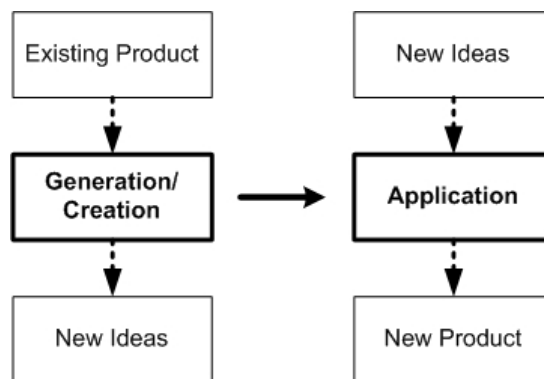 Existing Product
New Ideas
Generation/
Creation
Application
New Ideas
New Product